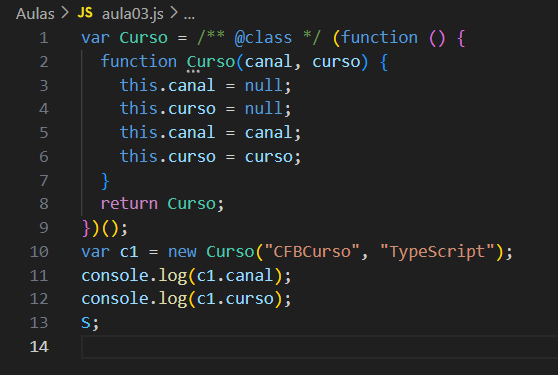 Aulas > JS aula03.js > ...
1 var Curso = /** @class */ (function () {
2 function Curso(canal, curso) {
3 this.canal = null;
4 this.curso = null;
5 this.canal = canal;
6 this.curso = curso;
7 }
8 return Curso;
9 })();
10 var c1 = new Curso("CFBCurso", "TypeScript");
11 console.log(c1.canal);
12 console.log(c1.curso);
13 S;
14